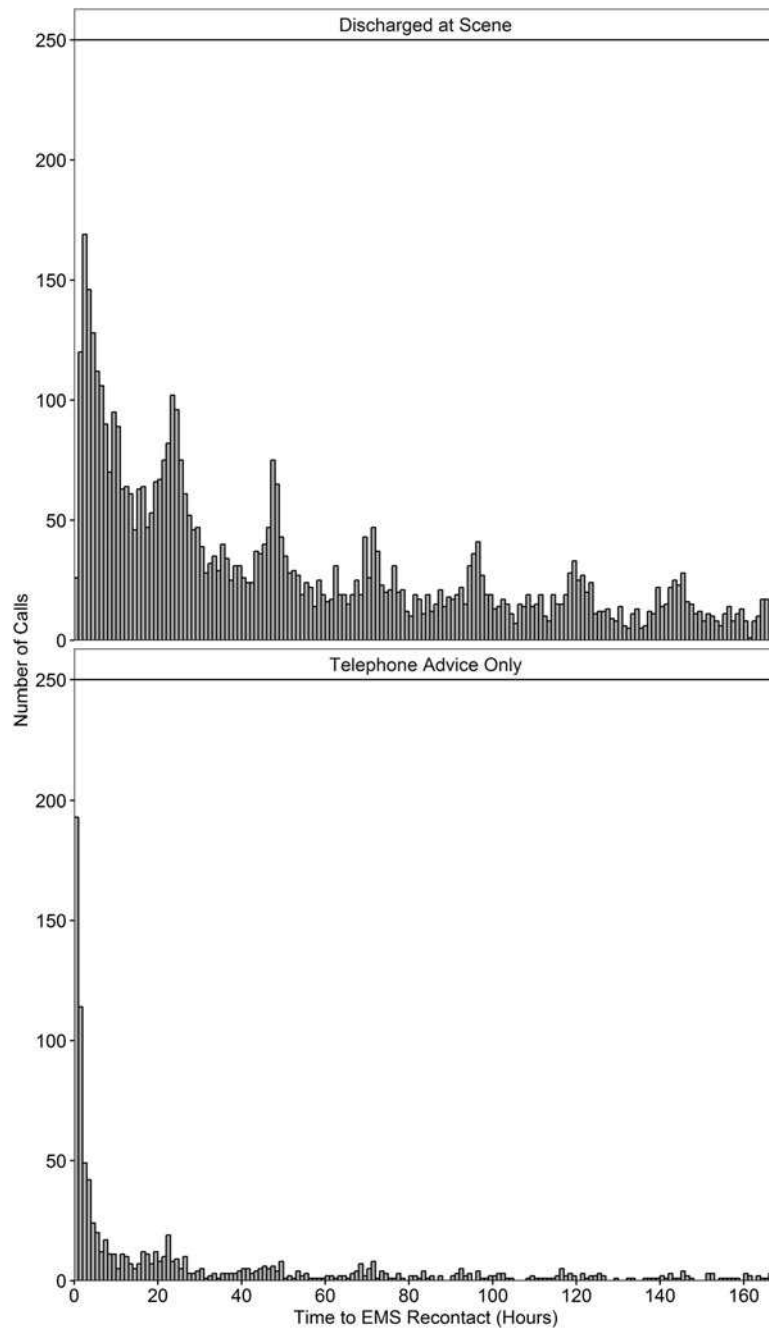 Discharged at Scene
250
200
150
100
50
0
Telephone Advice Only
250
200
150
100
50
0
Number of Calls
0 20 40 60 80 100 120 140 160
Time to EMS Recontact (Hours)